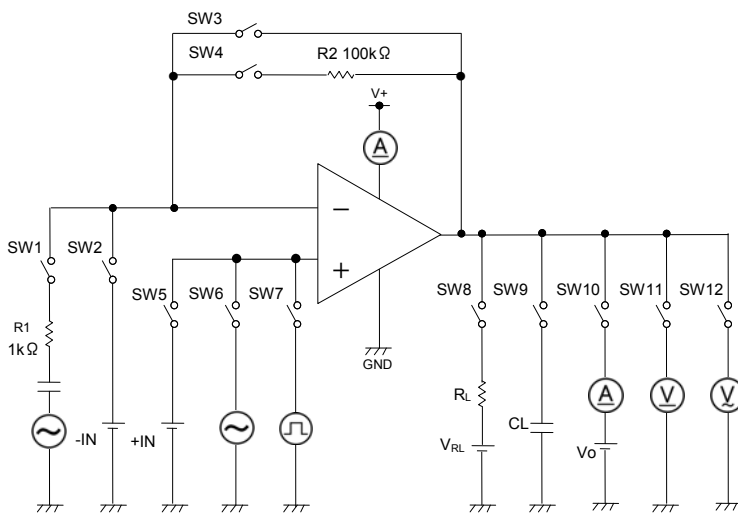 SW3
SW4
R2 100kΩ
V+
A
SW1
SW2
−
+
SW5
SW6
SW7
SW8
SW9
SW10
SW11
SW12
R1
1kΩ
GND
-IN
+IN
RL
VRL
CL
A
Vo
V
V